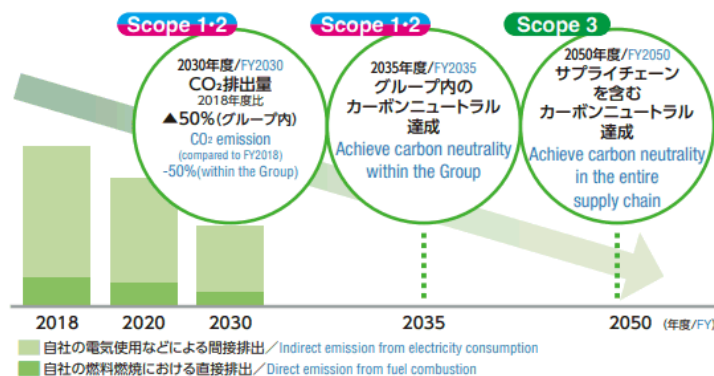 Scope 1・2
2030年度/FY2030
CO₂排出量
2018年度比
▲50%(グループ内)
CO₂ emission
(compared to FY2018)
-50%(within the Group)
Scope 1・2
2035年度/FY2035
グループ内の
カーボンニュートラル
達成
Achieve carbon neutrality
within the Group
Scope 3
2050年度/FY2050
サプライチェーン
を含む
カーボンニュートラル
達成
Achieve carbon neutrality
in the entire
supply chain
2018 2020 2030 2035 2050 (年度/FY)
自社の電気使用などによる間接排出／Indirect emission from electricity consumption
自社の燃料燃焼における直接排出／Direct emission from fuel combustion